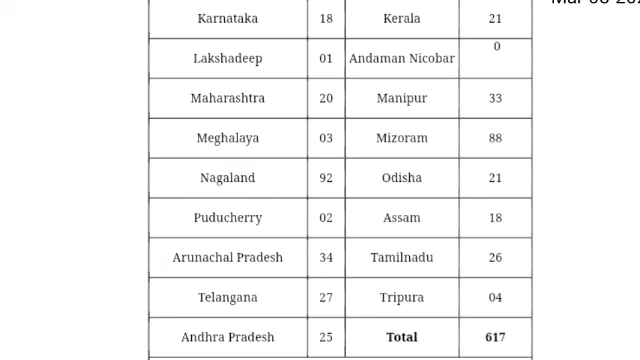 Karnataka 18 Kerala 21
Lakshadeep 01 Andaman Nicobar 0
Maharashtra 20 Manipur 33
Meghalaya 03 Mizoram 88
Nagaland 92 Odisha 21
Puducherry 02 Assam 18
Arunachal Pradesh 34 Tamilnadu 26
Telangana 27 Tripura 04
Andhra Pradesh 25 Total 617